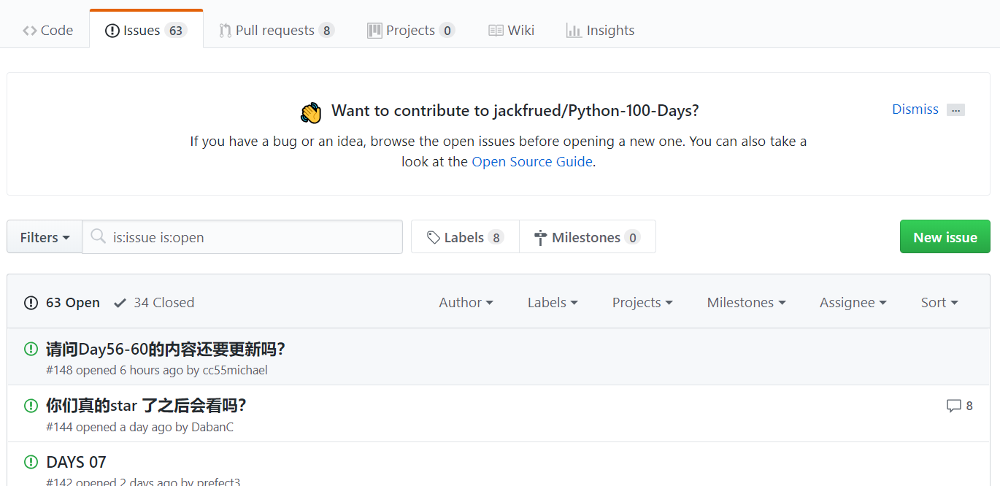 Code Issues 63 Pull requests 8 Projects 0 Wiki Insights
Want to contribute to jackfrued/Python-100-Days? Dismiss ...
If you have a bug or an idea, browse the open issues before opening a new one. You can also take a
look at the Open Source Guide.
Filters is:issue is:open Labels 8 Milestones 0 New issue
63 Open 34 Closed Author Labels Projects Milestones Assignee Sort
请问Day56-60的内容还要更新吗?
#148 opened 6 hours ago by cc55michael
你们真的star 了之后会看吗? 8
#144 opened a day ago by DabanC
DAYS 07
#142 opened 2 days ago by prefect3